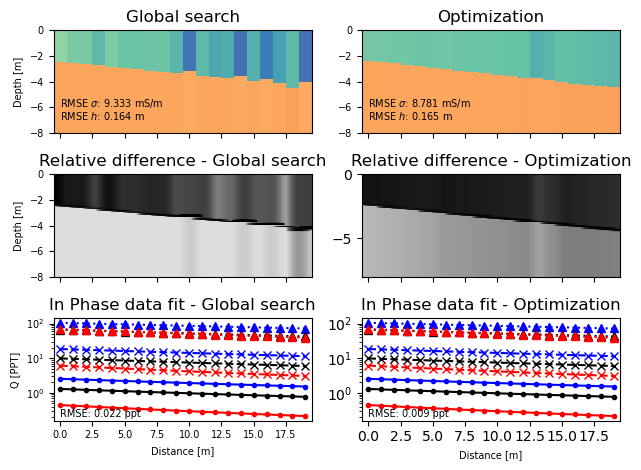 Global search
Optimization
0
−2
−4
−6
−8
Depth [m]
RMSE σ: 9.333 mS/m
RMSE h: 0.164 m
0
−2
−4
−6
−8
RMSE σ: 8.781 mS/m
RMSE h: 0.165 m
Relative difference - Global search
Relative difference - Optimization
0
−2
−4
−6
−8
Depth [m]
0
−5
In Phase data fit - Global search
In Phase data fit - Optimization
10²
10¹
10⁰
Q [PPT]
RMSE: 0.022 ppt
0.0 2.5 5.0 7.5 10.0 12.5 15.0 17.5
Distance [m]
10²
10¹
10⁰
RMSE: 0.009 ppt
0.0 2.5 5.0 7.5 10.0 12.5 15.0 17.5
Distance [m]